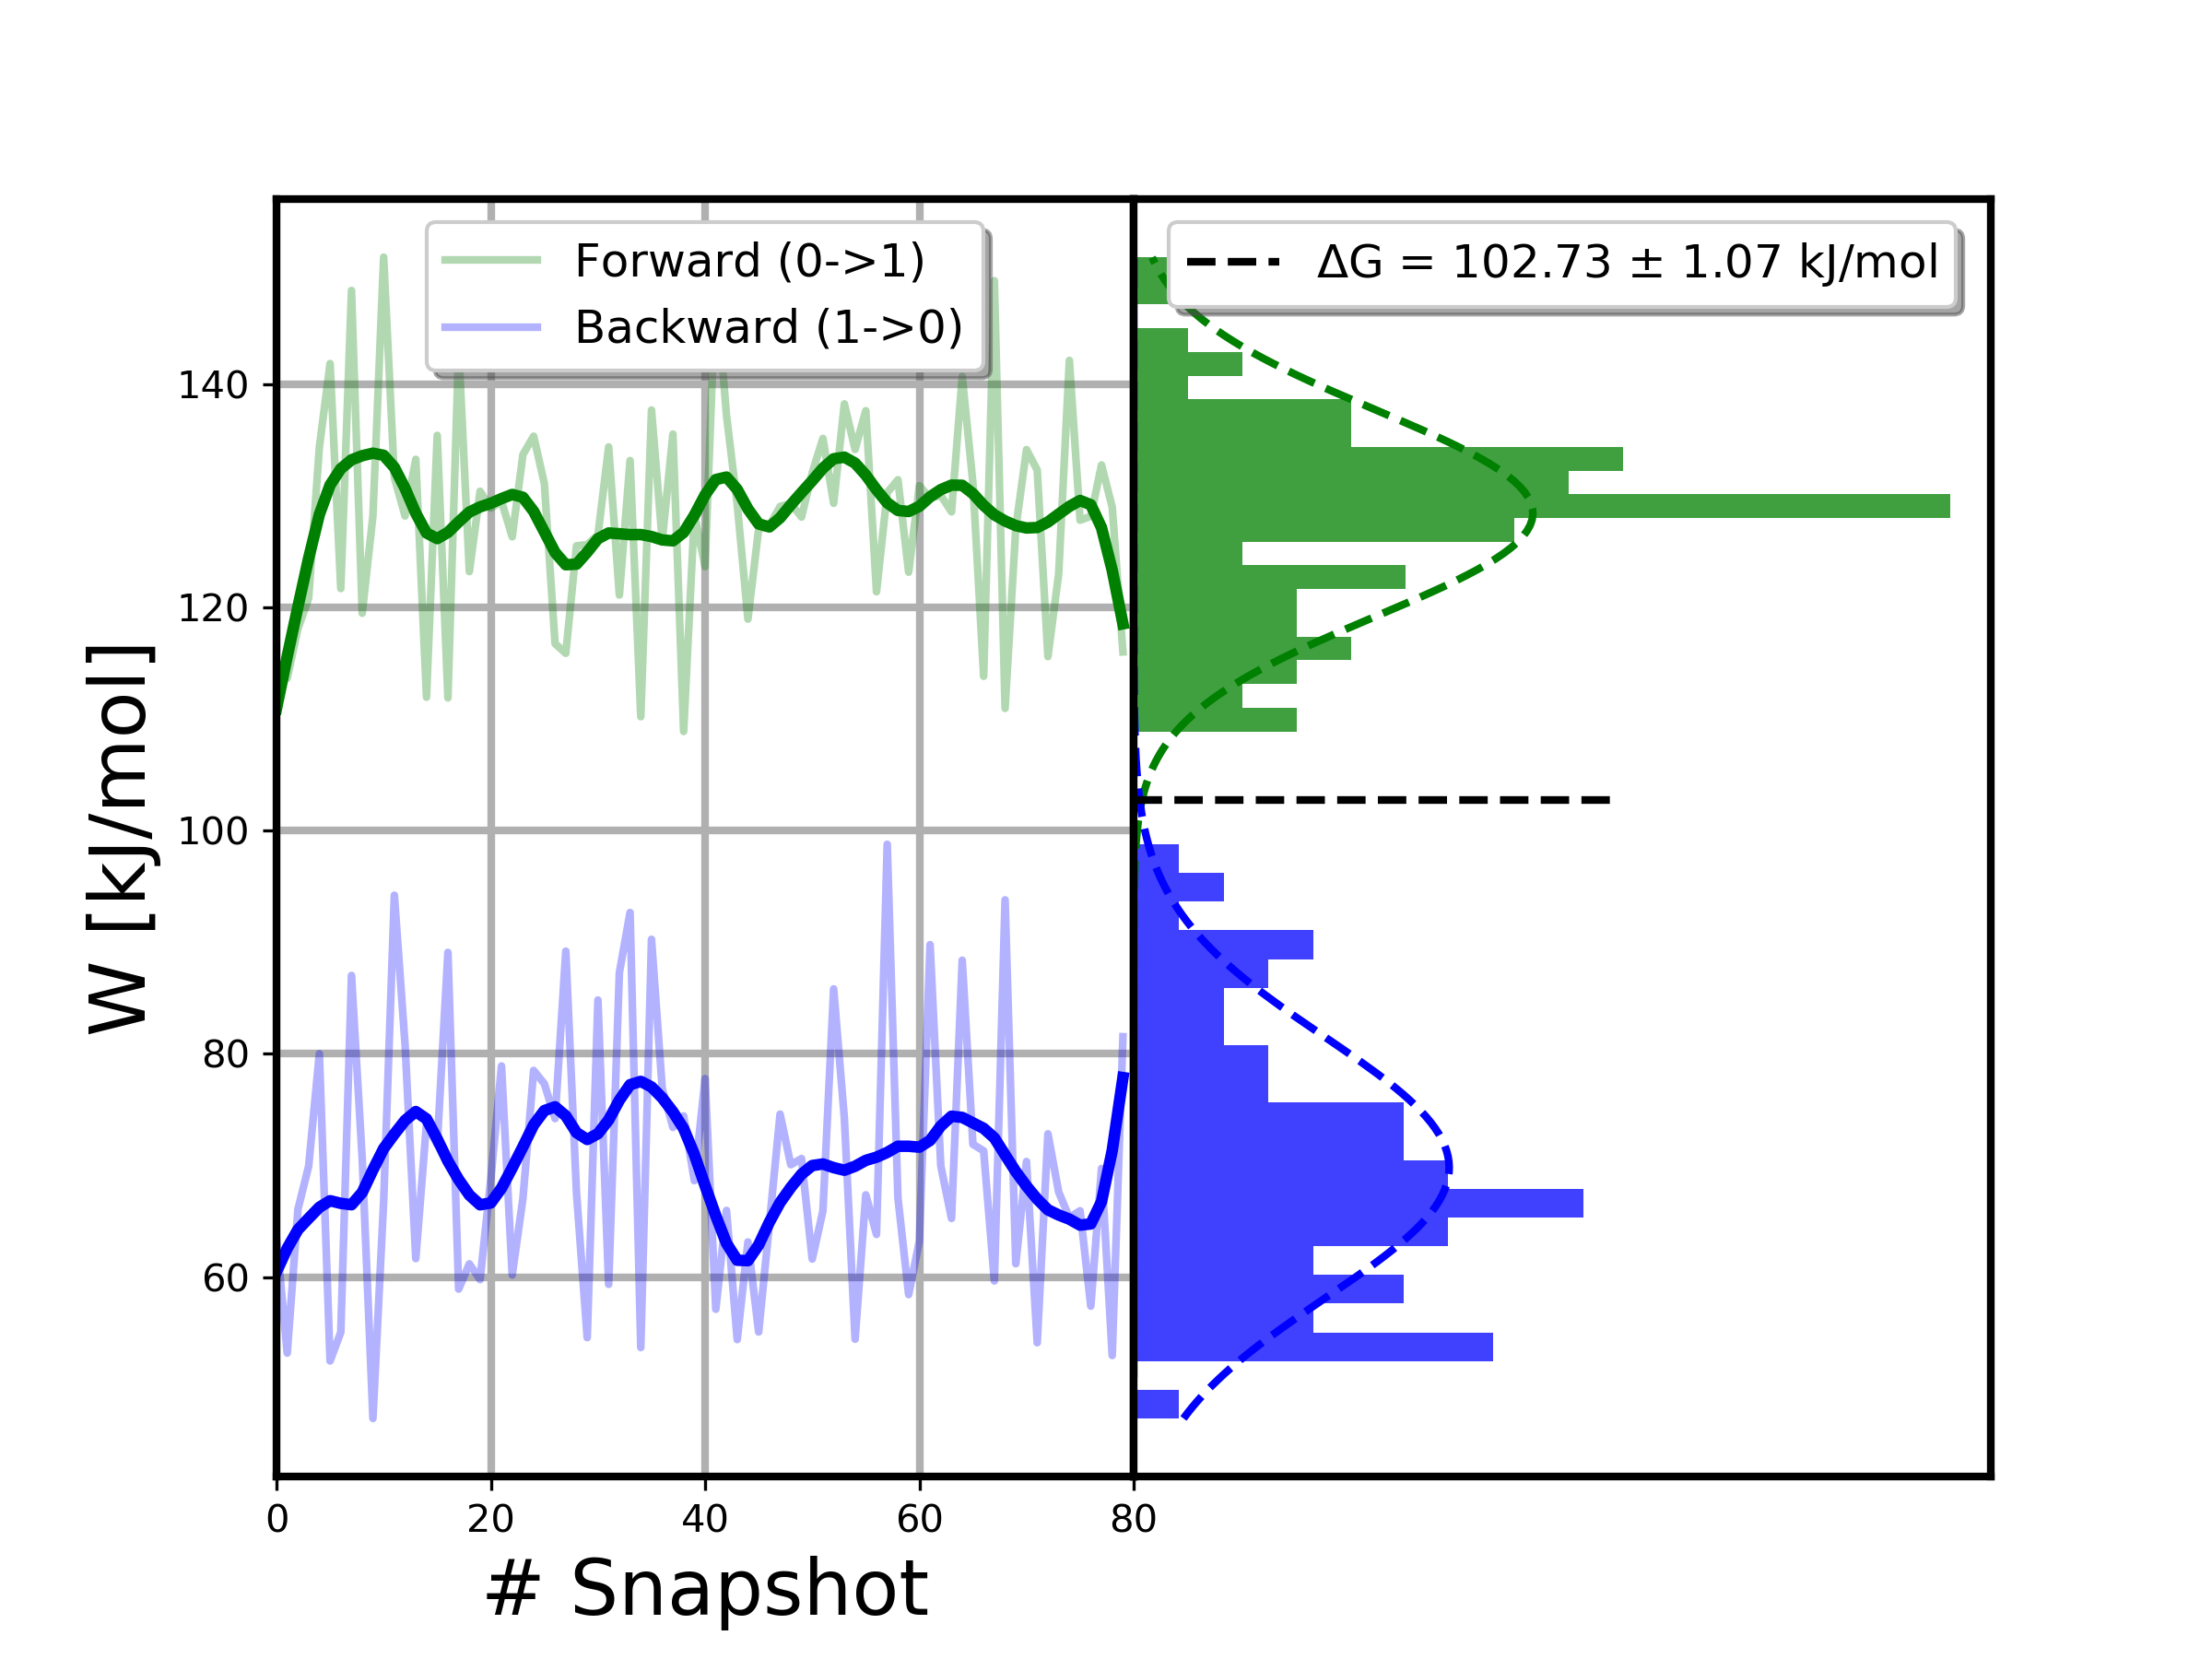 Forward (0->1)
Backward (1->0)
ΔG = 102.73 ± 1.07 kJ/mol
W [kJ/mol]
140
120
100
80
60
0 20 40 60 80
# Snapshot